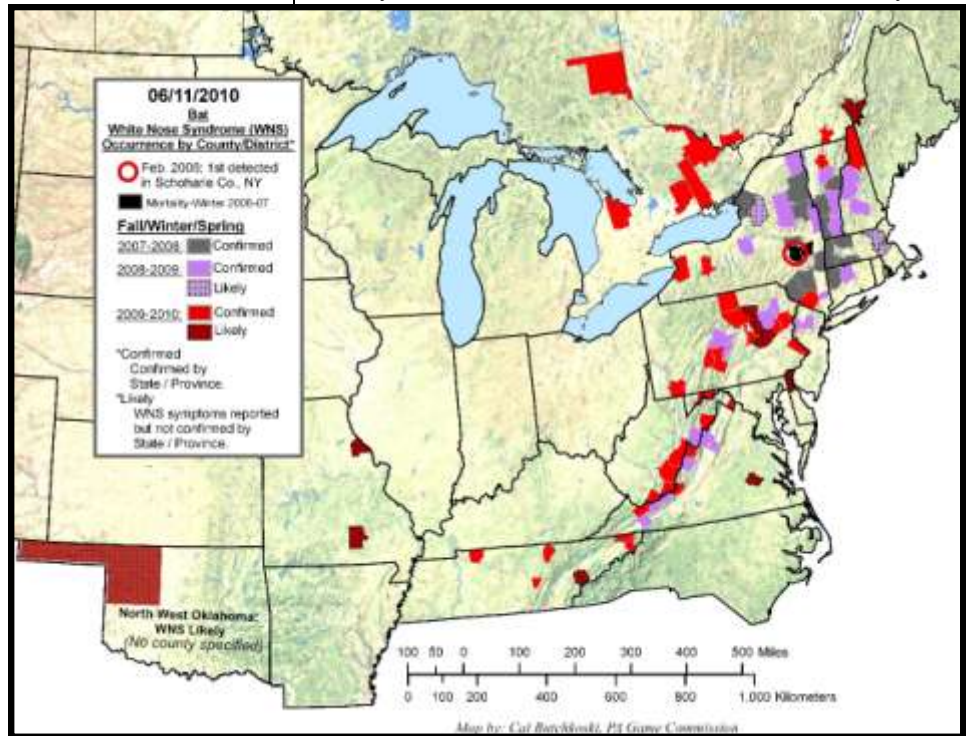 06/11/2010
Bat
White Nose Syndrome (WNS)
Occurrence by County/District*
Feb. 2006: 1st detected
in Schoharie Co., NY
Mortality-Winter 2006-07
Fall/Winter/Spring
2007-2008: Confirmed
2008-2009: Confirmed
Likely
2009-2010: Confirmed
Likely
*Confirmed
Confirmed by
State / Province.
*Likely
WNS symptoms reported
but not confirmed by
State / Province.
North West Oklahoma:
WNS Likely
(No county specified)
100 50 0 100 200 300 400 500 Miles
0 100 200 400 600 800 1,000 Kilometers
Map by: Cal Butchkoski, PA Game Commission